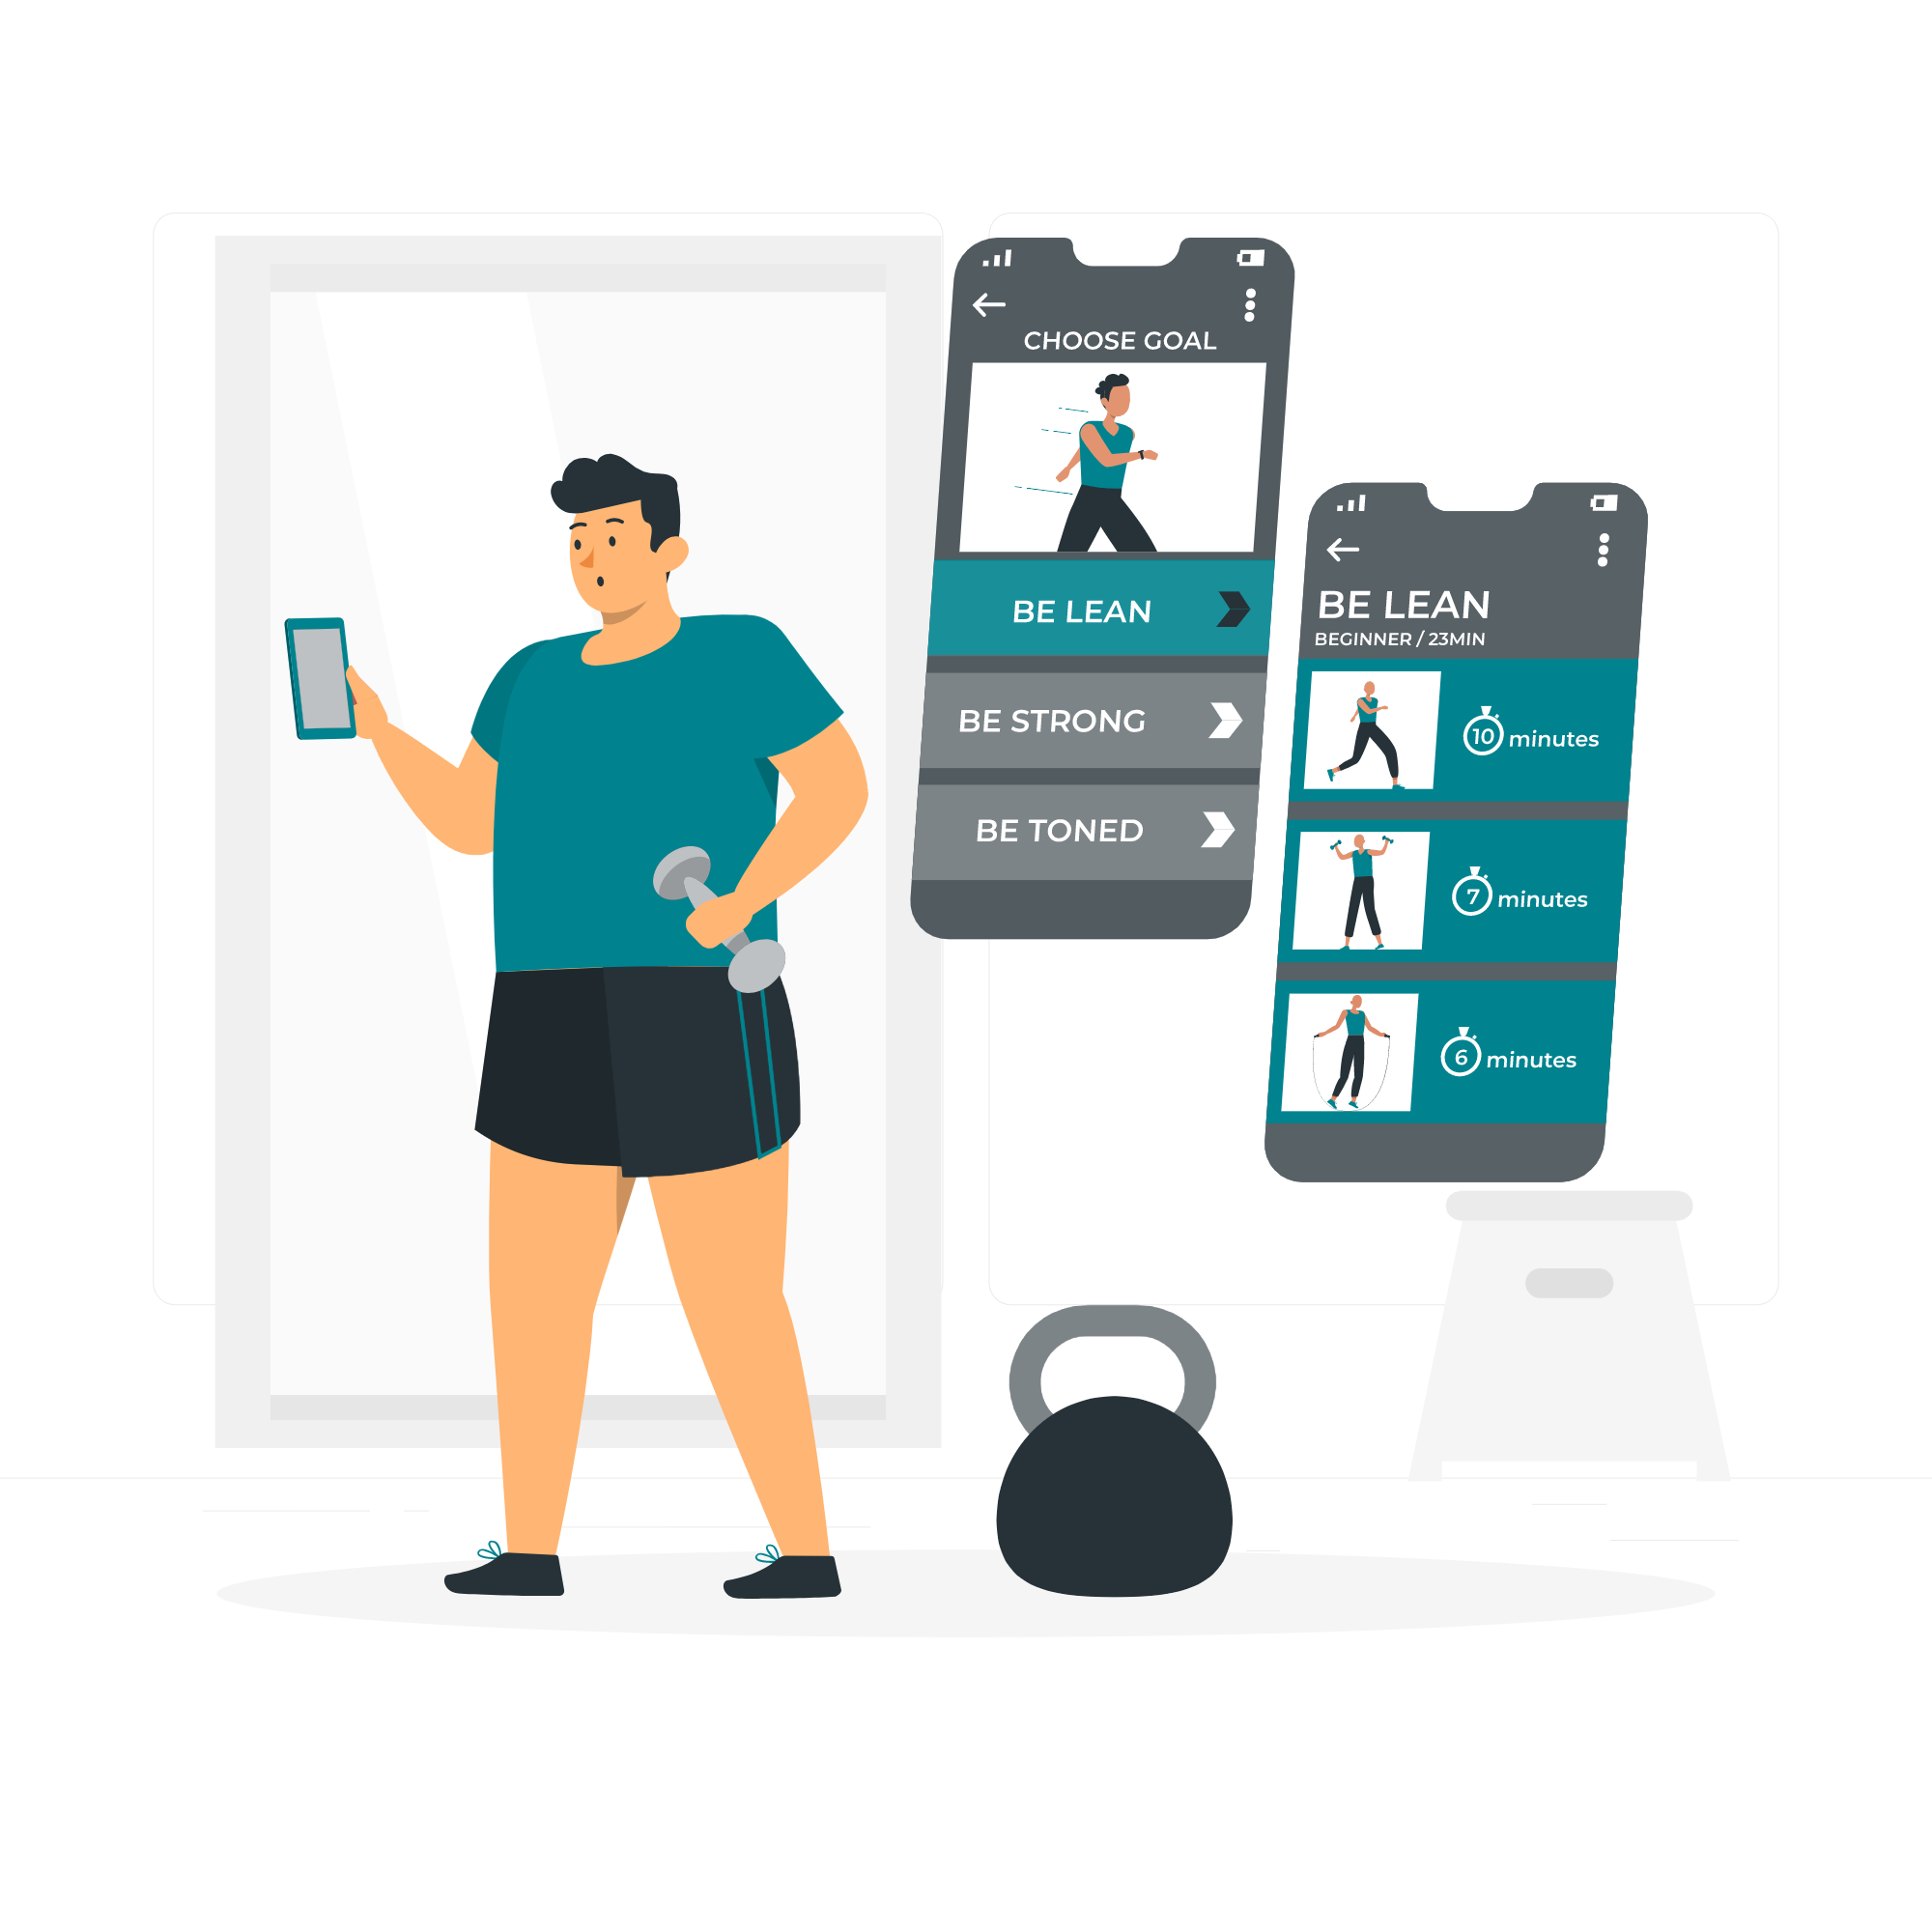 CHOOSE GOAL
BE LEAN
BE STRONG
BE TONED
BE LEAN
BEGINNER / 23MIN
10 minutes
7 minutes
6 minutes